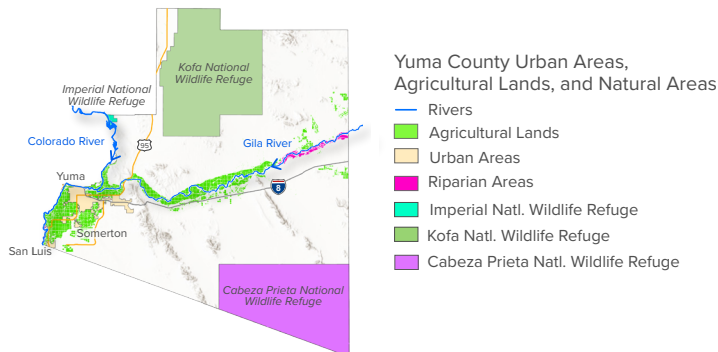 Kofa National
Wildlife Refuge
Imperial National
Wildlife Refuge
Colorado River
95
Gila River
8
Yuma
Somerton
San Luis
Cabeza Prieta National
Wildlife Refuge
Yuma County Urban Areas,
Agricultural Lands, and Natural Areas
Rivers
Agricultural Lands
Urban Areas
Riparian Areas
Imperial Natl. Wildlife Refuge
Kofa Natl. Wildlife Refuge
Cabeza Prieta Natl. Wildlife Refuge